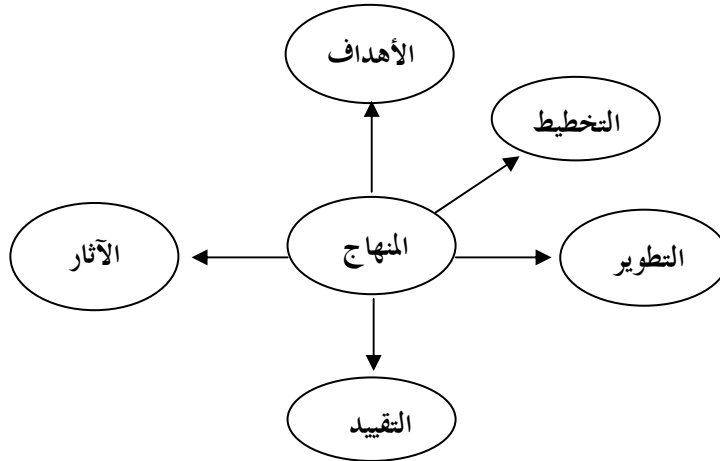 الأهداف
التخطيط
المنهاج
الآثار
التطوير
التقييد